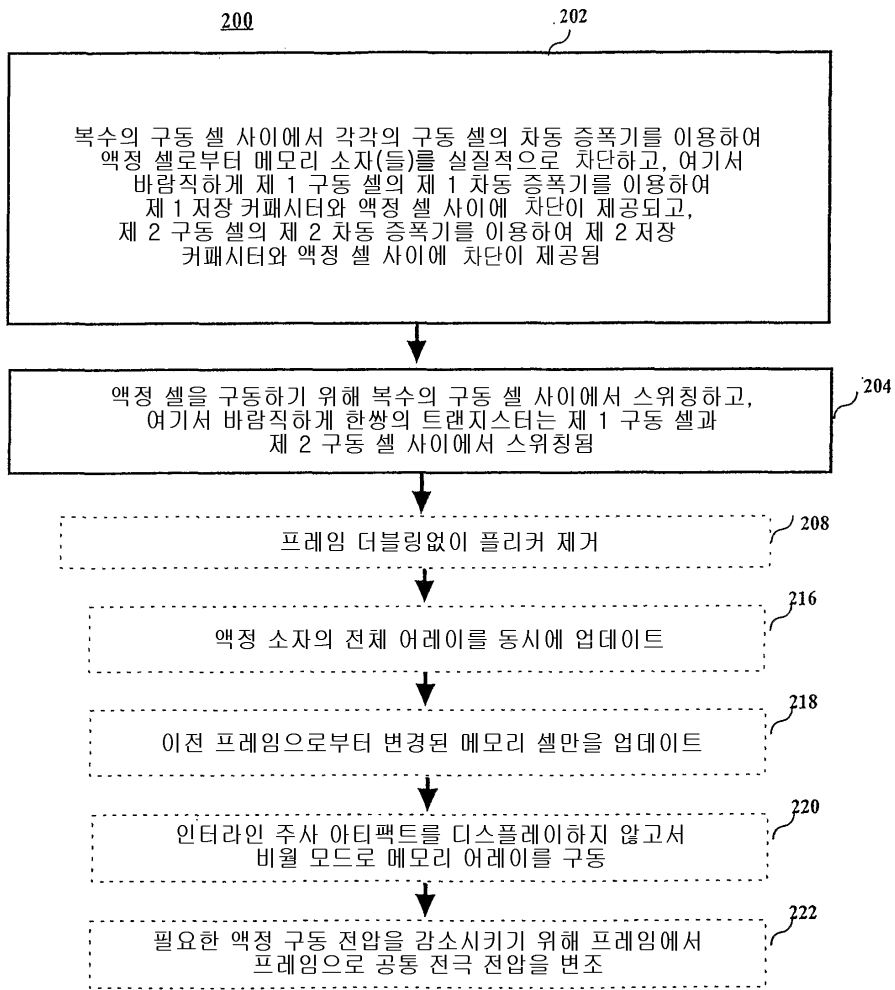 200
202
복수의 구동 셀 사이에서 각각의 구동 셀의 차동 증폭기를 이용하여
액정 셀로부터 메모리 소자(들)를 실질적으로 차단하고, 여기서
바람직하게 제 1 구동 셀의 제 1 차동 증폭기를 이용하여
제 1 저장 커패시터와 액정 셀 사이에 차단이 제공되고,
제 2 구동 셀의 제 2 차동 증폭기를 이용하여 제 2 저장
커패시터와 액정 셀 사이에 차단이 제공됨
204
액정 셀을 구동하기 위해 복수의 구동 셀 사이에서 스위칭하고,
여기서 바람직하게 한쌍의 트랜지스터는 제 1 구동 셀과
제 2 구동 셀 사이에서 스위칭됨
208
프레임 더블링없이 플리커 제거
216
액정 소자의 전체 어레이를 동시에 업데이트
218
이전 프레임으로부터 변경된 메모리 셀만을 업데이트
220
인터라인 주사 아티팩트를 디스플레이하지 않고서
비월 모드로 메모리 어레이를 구동
222
필요한 액정 구동 전압을 감소시키기 위해 프레임에서
프레임으로 공통 전극 전압을 변조